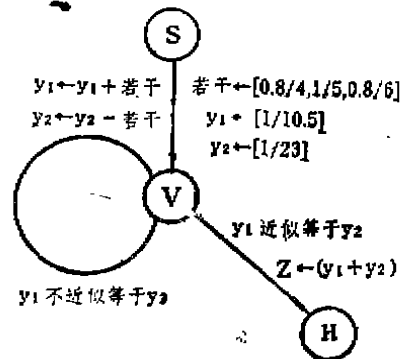 S
y₁←y₁+若干 若干←[0.8/4,1/5,0.8/6]
y₂←y₂-若干 y₁←[1/10.5]
y₂←[1/23]
V
y₁近似等于y₂
Z←(y₁+y₂)
y₁不近似等于y₂
H